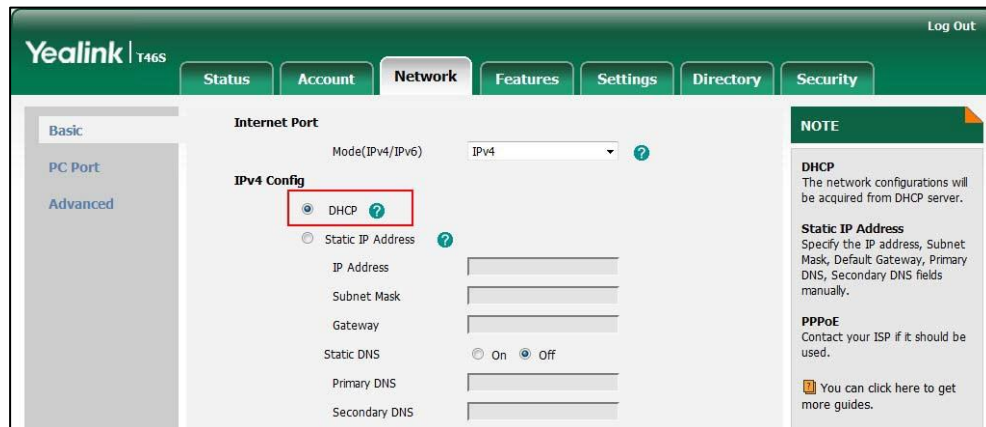 Log Out
Yealink | T46S
Status Account Network Features Settings Directory Security
Basic
PC Port
Advanced
Internet Port
Mode(IPv4/IPv6) IPv4 ?
IPv4 Config
DHCP ?
Static IP Address ?
IP Address
Subnet Mask
Gateway
Static DNS On Off
Primary DNS
Secondary DNS
NOTE
DHCP
The network configurations will
be acquired from DHCP server.
Static IP Address
Specify the IP address, Subnet
Mask, Default Gateway, Primary
DNS, Secondary DNS fields
manually.
PPPoE
Contact your ISP if it should be
used.
? You can click here to get
more guides.